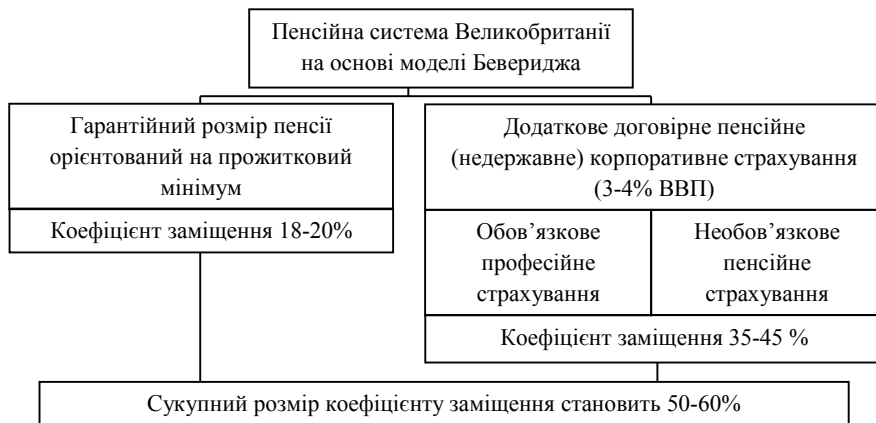 Пенсійна система Великобританії
на основі моделі Бевериджа
Гарантійний розмір пенсії
орієнтований на прожитковий
мінімум
Коефіцієнт заміщення 18-20%
Додаткове договірне пенсійне
(недержавне) корпоративне страхування
(3-4% ВВП)
Обов’язкове
професійне
страхування
Необов’язкове
пенсійне
страхування
Коефіцієнт заміщення 35-45 %
Сукупний розмір коефіцієнту заміщення становить 50-60%